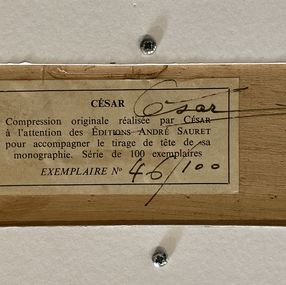 CÉSAR César
Compression originale réalisée par CÉSAR
à l'attention des ÉDITIONS ANDRÉ SAURET
pour accompagner le tirage de tête de sa
monographie. Série de 100 exemplaires
EXEMPLAIRE Nº 46/100